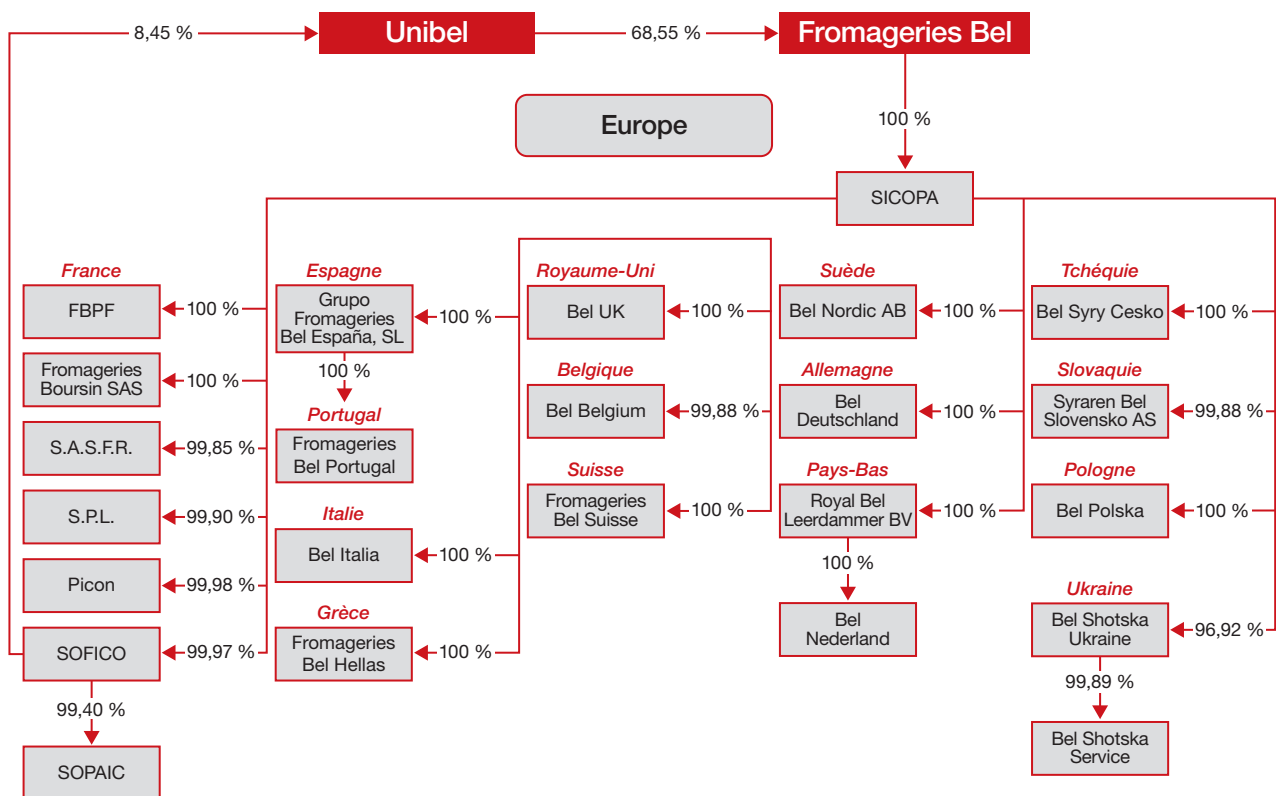 8,45 %
Unibel
68,55 %
Fromageries Bel
Europe
100 %
SICOPA
France
FBPF
100 %
Fromageries
Boursin SAS
100 %
S.A.S.F.R.
99,85 %
S.P.L.
99,90 %
Picon
99,98 %
SOFICO
99,97 %
99,40 %
SOPAIC
Espagne
Grupo
Fromageries
Bel España, SL
100 %
100 %
Portugal
Fromageries
Bel Portugal
Italie
Bel Italia
100 %
Grèce
Fromageries
Bel Hellas
100 %
Royaume-Uni
Bel UK
100 %
Belgique
Bel Belgium
99,88 %
Suisse
Fromageries
Bel Suisse
100 %
Suède
Bel Nordic AB
100 %
Allemagne
Bel
Deutschland
100 %
Pays-Bas
Royal Bel
Leerdammer BV
100 %
100 %
Bel
Nederland
Tchéquie
Bel Syry Cesko
100 %
Slovaquie
Syraren Bel
Slovensko AS
99,88 %
Pologne
Bel Polska
100 %
Ukraine
Bel Shotska
Ukraine
96,92 %
99,89 %
Bel Shotska
Service